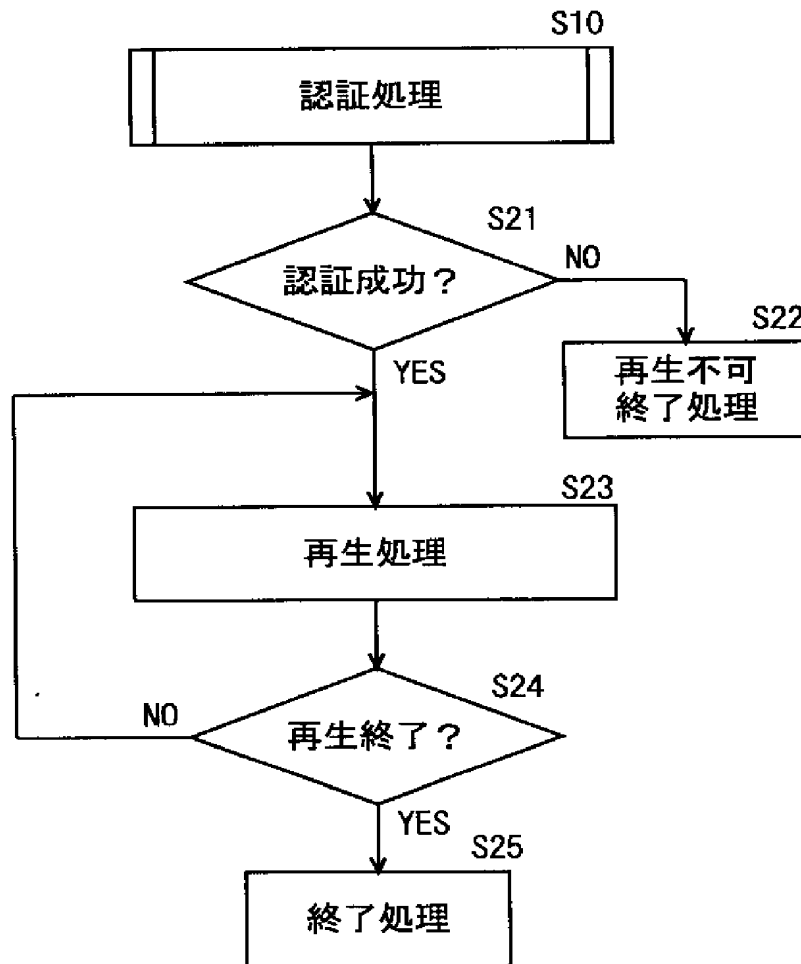 S10
認証処理
S21
認証成功？
NO
YES
S22
再生不可
終了処理
S23
再生処理
S24
再生終了？
NO
YES
S25
終了処理